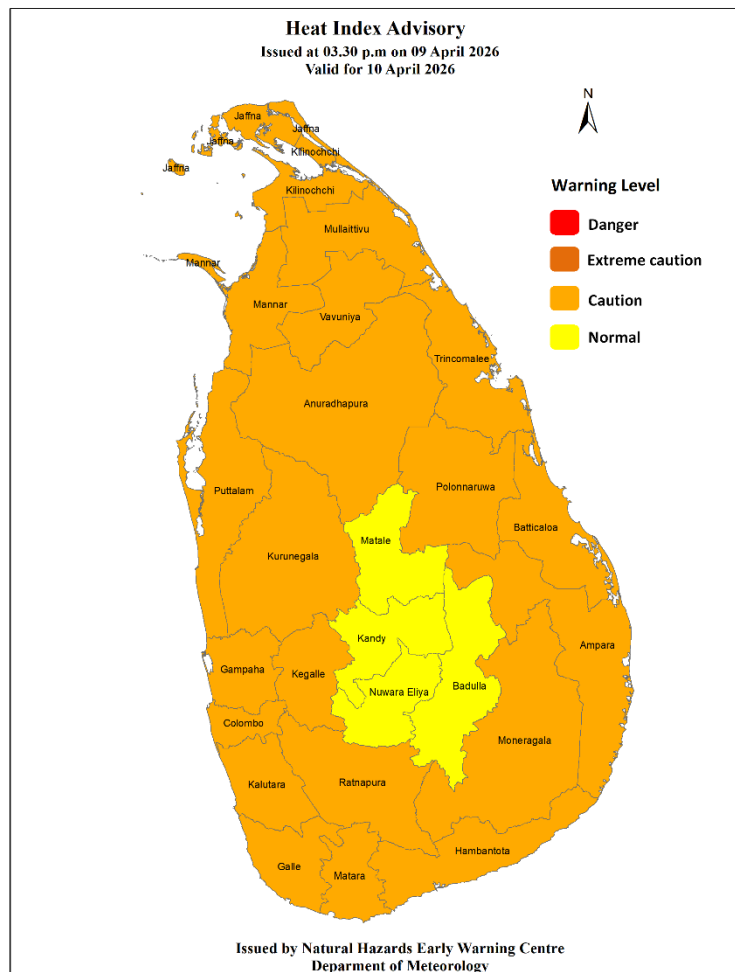 Heat Index Advisory
Issued at 03.30 p.m on 09 April 2026
Valid for 10 April 2026
N
Warning Level
Danger
Extreme caution
Caution
Normal
Jaffna
Jaffna
Jaffna
Jaffna
Kilinochchi
Kilinochchi
Mullaittivu
Mannar
Mannar
Vavuniya
Trincomalee
Anuradhapura
Puttalam
Polonnaruwa
Batticaloa
Matale
Kurunegala
Kandy
Ampara
Gampaha
Kegalle
Nuwara Eliya
Badulla
Colombo
Moneragala
Kalutara
Ratnapura
Hambantota
Galle
Matara
Issued by Natural Hazards Early Warning Centre
Deparment of Meteorology